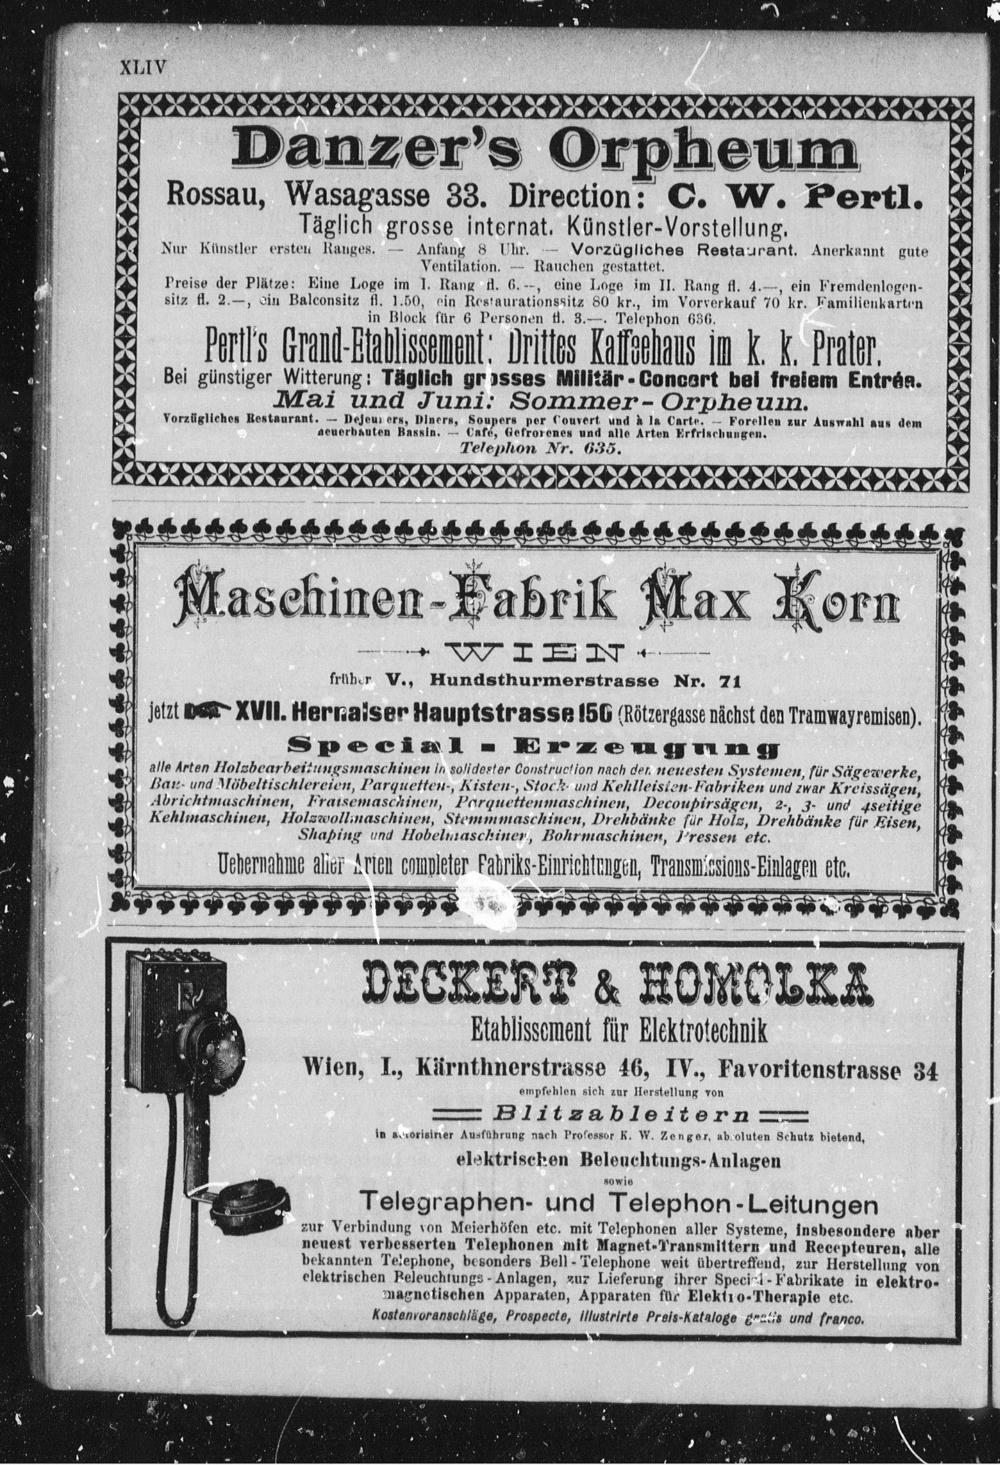 XLIV
Danzer's Orpheum
Rossau, Wasagasse 33. Direction: C. W. Pertl.
Täglich grosse internat. Künstler-Vorstellung.
Nur Künstler ersten Ranges. — Anfang 8 Uhr. — Vorzügliches Restaurant. Anerkannt gute
Ventilation. — Rauchen gestattet.
Preise der Plätze: Eine Loge im I. Rang fl. 6.—, eine Loge im II. Rang fl. 4.—, ein Fremdenlogen-
sitz fl. 2.—, ein Balconsitz fl. 1.50, ein Restaurationssitz 80 kr., im Vorverkauf 70 kr. Familienkarten
in Block für 6 Personen fl. 3.—. Telephon 636.
Pertl's Grand-Etablissement: Drittes Kaffeehaus im k. k. Prater.
Bei günstiger Witterung: Täglich grosses Militär-Concert bei freiem Entrée.
Mai und Juni: Sommer-Orpheum.
Vorzügliches Restaurant. — Dejeuners, Diners, Soupers per Couvert und à la Carte. — Forellen zur Auswahl aus dem
neuerbauten Bassin. — Café, Gefrorenes und alle Arten Erfrischungen.
Telephon Nr. 635.
Maschinen-Fabrik Max Korn
WIEN
früher V., Hundsthurmerstrasse Nr. 71
jetzt XVII. Hernalser Hauptstrasse 156 (Rötzergasse nächst den Tramwayremisen).
Special-Erzeugung
alle Arten Holzbearbeitungsmaschinen in solidester Construction nach den neuesten Systemen, für Sägewerke,
Bau- und Möbeltischlereien, Parquetten-, Kisten-, Stock- und Kehlleisten-Fabriken und zwar Kreissägen,
Abrichtmaschinen, Fraisemaschinen, Parquettenmaschinen, Decoupirsägen, 2-, 3- und 4seitige
Kehlmaschinen, Holzwollmaschinen, Stemmmaschinen, Drehbänke für Holz, Drehbänke für Eisen,
Shaping und Hobelmaschinen, Bohrmaschinen, Pressen etc.
Uebernahme aller Arten completer Fabriks-Einrichtungen, Transmissions-Einlagen etc.
DECKERT & HOMOLKA
Etablissement für Elektrotechnik
Wien, I., Kärnthnerstrasse 46, IV., Favoritenstrasse 34
empfehlen sich zur Herstellung von
Blitzableitern
in autorisirter Ausführung nach Professor K. W. Zenger, absoluten Schutz bietend,
elektrischen Beleuchtungs-Anlagen
sowie
Telegraphen- und Telephon-Leitungen
zur Verbindung von Meierhöfen etc. mit Telephonen aller Systeme, insbesondere aber
neuest verbesserten Telephonen mit Magnet-Transmittern und Recepteuren, alle
bekannten Telephone, besonders Bell-Telephone weit übertreffend, zur Herstellung von
elektrischen Beleuchtungs-Anlagen, zur Lieferung ihrer Special-Fabrikate in elektro-
magnetischen Apparaten, Apparaten für Elektro-Therapie etc.
Kostenvoranschläge, Prospecte, illustrirte Preis-Kataloge gratis und franco.